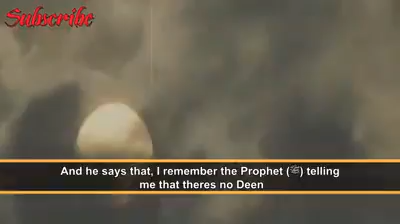 Subscribe
And he says that, I remember the Prophet (ﷺ) telling
me that theres no Deen